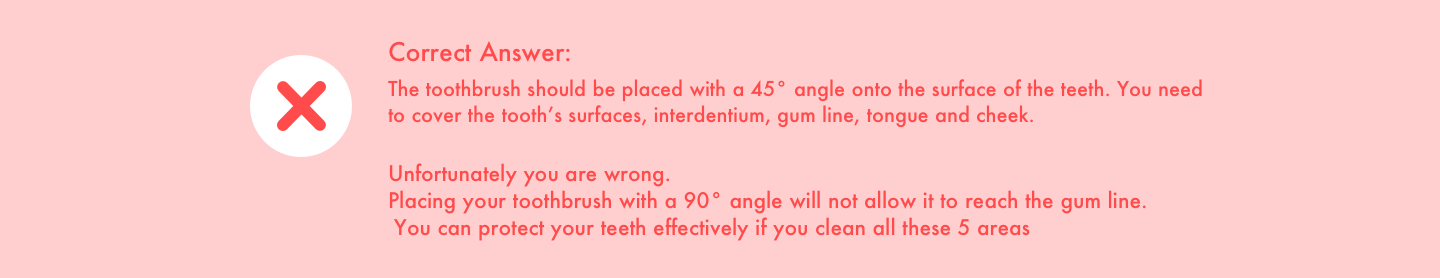 Correct Answer:
The toothbrush should be placed with a 45° angle onto the surface of the teeth. You need
to cover the tooth’s surfaces, interdentium, gum line, tongue and cheek.
Unfortunately you are wrong.
Placing your toothbrush with a 90° angle will not allow it to reach the gum line.
You can protect your teeth effectively if you clean all these 5 areas